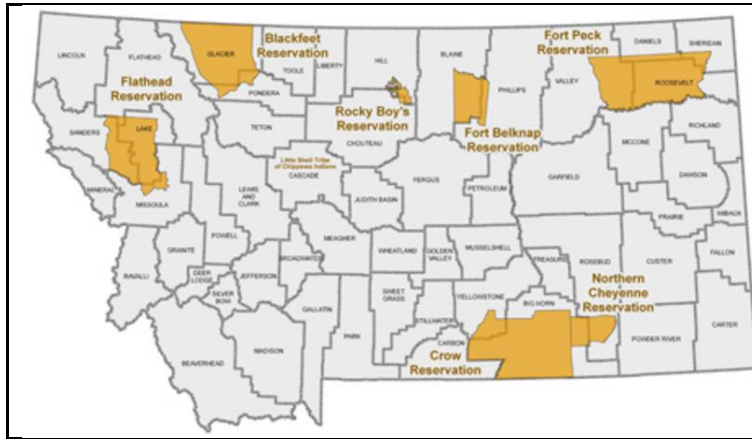 LINCOLN
FLATHEAD
GLACIER
Blackfeet
Reservation
TOOLE
LIBERTY
HILL
BLAINE
PHILLIPS
VALLEY
Fort Peck
Reservation
DANIELS
SHERIDAN
ROOSEVELT
Flathead
Reservation
PONDERA
Rocky Boy's
Reservation
Fort Belknap
Reservation
SANDERS
LAKE
TETON
CHOUTEAU
RICHLAND
MCCONE
Little Shell Tribe
of Chippewa Indians
CASCADE
MINERAL
MISSOULA
LEWIS
AND
CLARK
FERGUS
PETROLEUM
GARFIELD
DAWSON
JUDITH BASIN
PRAIRIE
WIBAUX
POWELL
GRANITE
MEAGHER
WHEATLAND
GOLDEN
VALLEY
MUSSELSHELL
TREASURE
ROSEBUD
CUSTER
FALLON
RAVALLI
DEER
LODGE
JEFFERSON
BROADWATER
SILVER
BOW
GALLATIN
PARK
SWEET
GRASS
STILLWATER
YELLOWSTONE
BIG HORN
Northern
Cheyenne
Reservation
CARBON
Crow
Reservation
POWDER RIVER
CARTER
BEAVERHEAD
MADISON